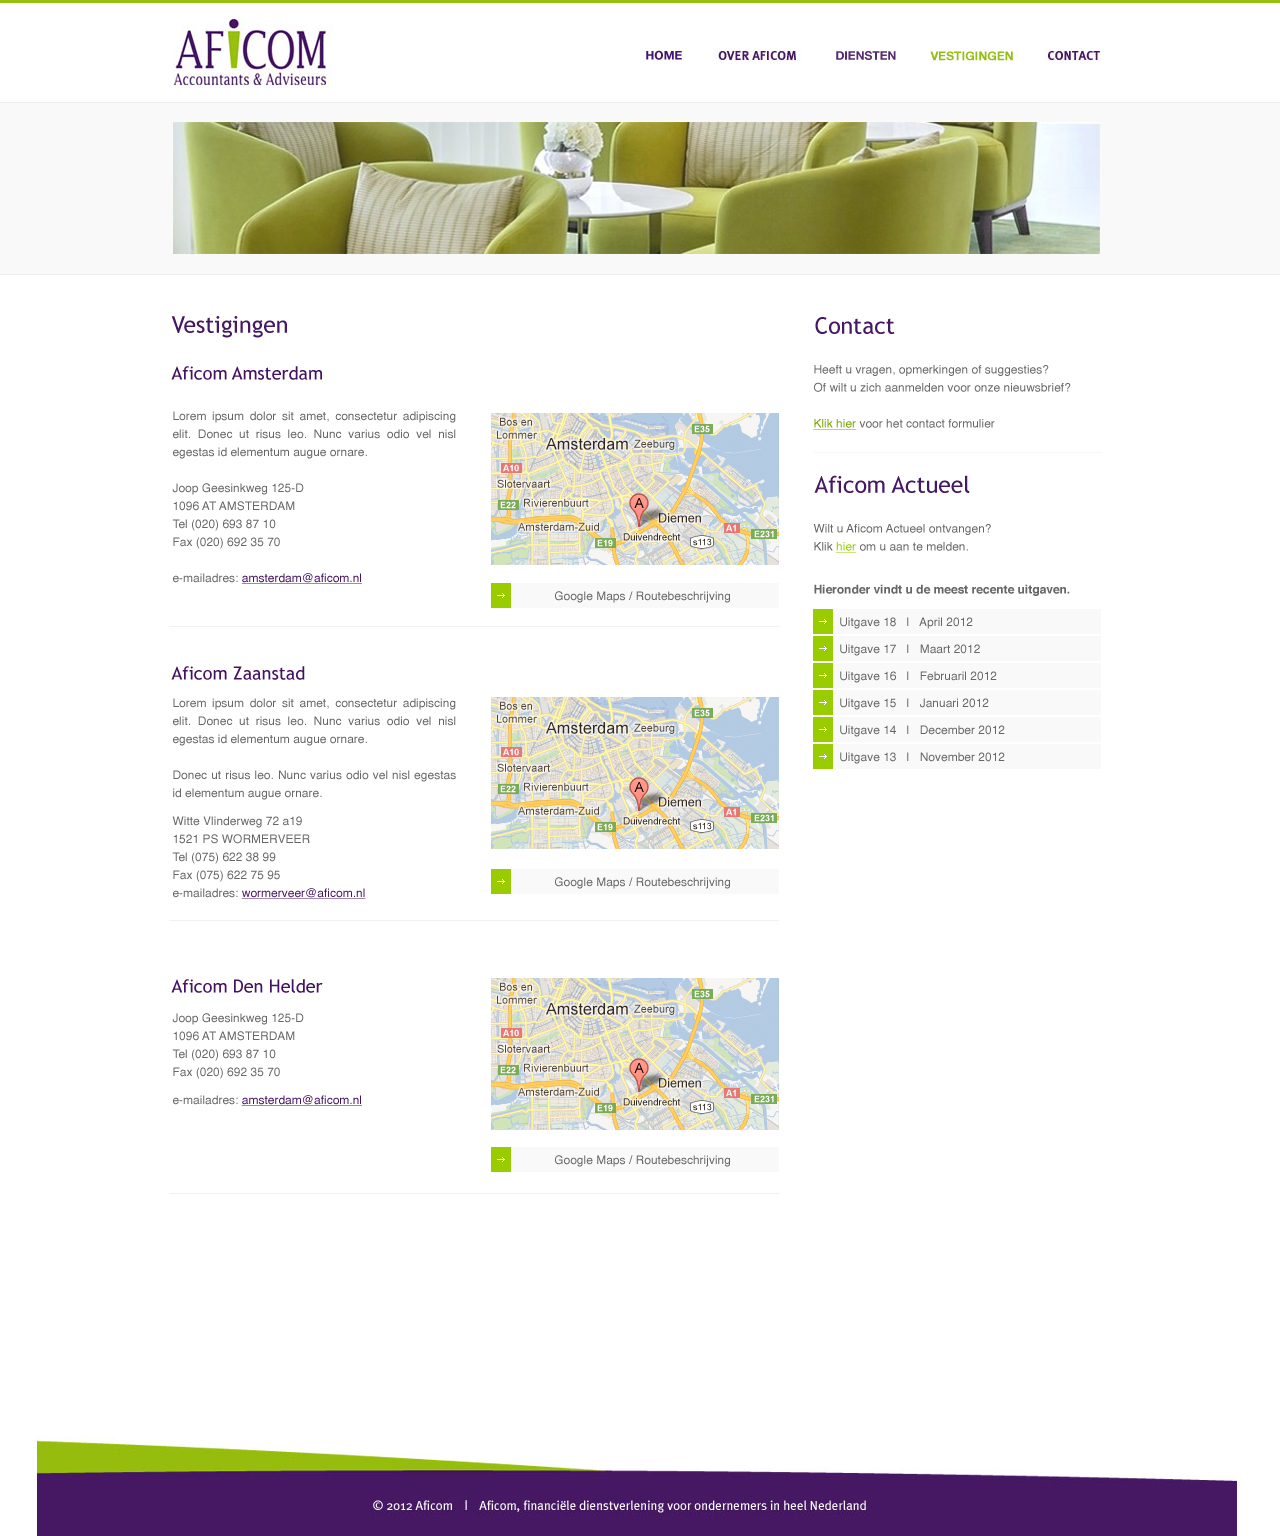 AFiCOM
Accountants & Adviseurs
HOME OVER AFICOM DIENSTEN VESTIGINGEN CONTACT
Vestigingen
Aficom Amsterdam
Lorem ipsum dolor sit amet, consectetur adipiscing
elit. Donec ut risus leo. Nunc varius odio vel nisl
egestas id elementum augue ornare.
Joop Geesinkweg 125-D
1096 AT AMSTERDAM
Tel (020) 693 87 10
Fax (020) 692 35 70
e-mailadres: amsterdam@aficom.nl
Bos en
Lommer
E35
Amsterdam Zeeburg
A10
Slotervaart
E22 Rivierenbuurt
A
Diemen
Amsterdam-Zuid
A1
E231
Duivendrecht
E19
s113
Google Maps / Routebeschrijving
Aficom Zaanstad
Lorem ipsum dolor sit amet, consectetur adipiscing
elit. Donec ut risus leo. Nunc varius odio vel nisl
egestas id elementum augue ornare.
Donec ut risus leo. Nunc varius odio vel nisl egestas
id elementum augue ornare.
Witte Vlinderweg 72 a19
1521 PS WORMERVEER
Tel (075) 622 38 99
Fax (075) 622 75 95
e-mailadres: wormerveer@aficom.nl
Bos en
Lommer
E35
Amsterdam Zeeburg
A10
Slotervaart
E22 Rivierenbuurt
A
Diemen
Amsterdam-Zuid
A1
E231
Duivendrecht
E19
s113
Google Maps / Routebeschrijving
Aficom Den Helder
Joop Geesinkweg 125-D
1096 AT AMSTERDAM
Tel (020) 693 87 10
Fax (020) 692 35 70
e-mailadres: amsterdam@aficom.nl
Bos en
Lommer
E35
Amsterdam Zeeburg
A10
Slotervaart
E22 Rivierenbuurt
A
Diemen
Amsterdam-Zuid
A1
E231
Duivendrecht
E19
s113
Google Maps / Routebeschrijving
Contact
Heeft u vragen, opmerkingen of suggesties?
Of wilt u zich aanmelden voor onze nieuwsbrief?
Klik hier voor het contact formulier
Aficom Actueel
Wilt u Aficom Actueel ontvangen?
Klik hier om u aan te melden.
Hieronder vindt u de meest recente uitgaven.
Uitgave 18 | April 2012
Uitgave 17 | Maart 2012
Uitgave 16 | Februaril 2012
Uitgave 15 | Januari 2012
Uitgave 14 | December 2012
Uitgave 13 | November 2012
© 2012 Aficom | Aficom, financiële dienstverlening voor ondernemers in heel Nederland